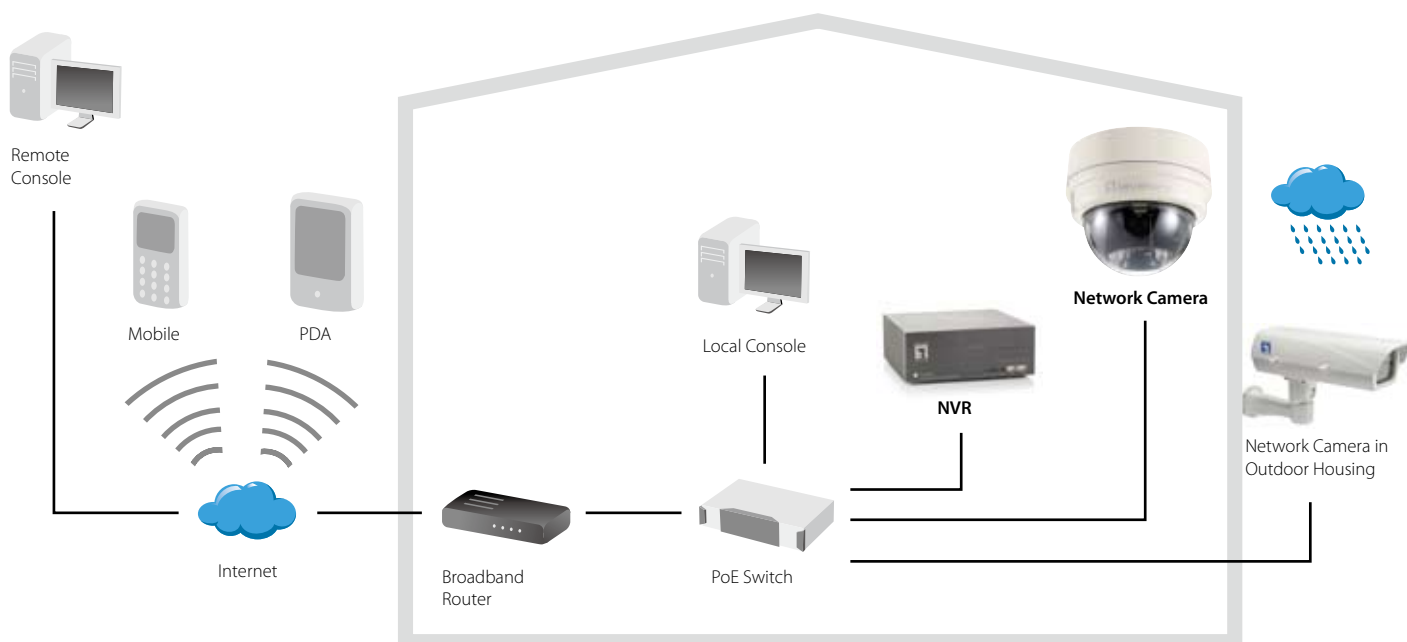 Remote
Console
Mobile
PDA
Internet
Broadband
Router
Local Console
PoE Switch
NVR
Network Camera
Network Camera in
Outdoor Housing